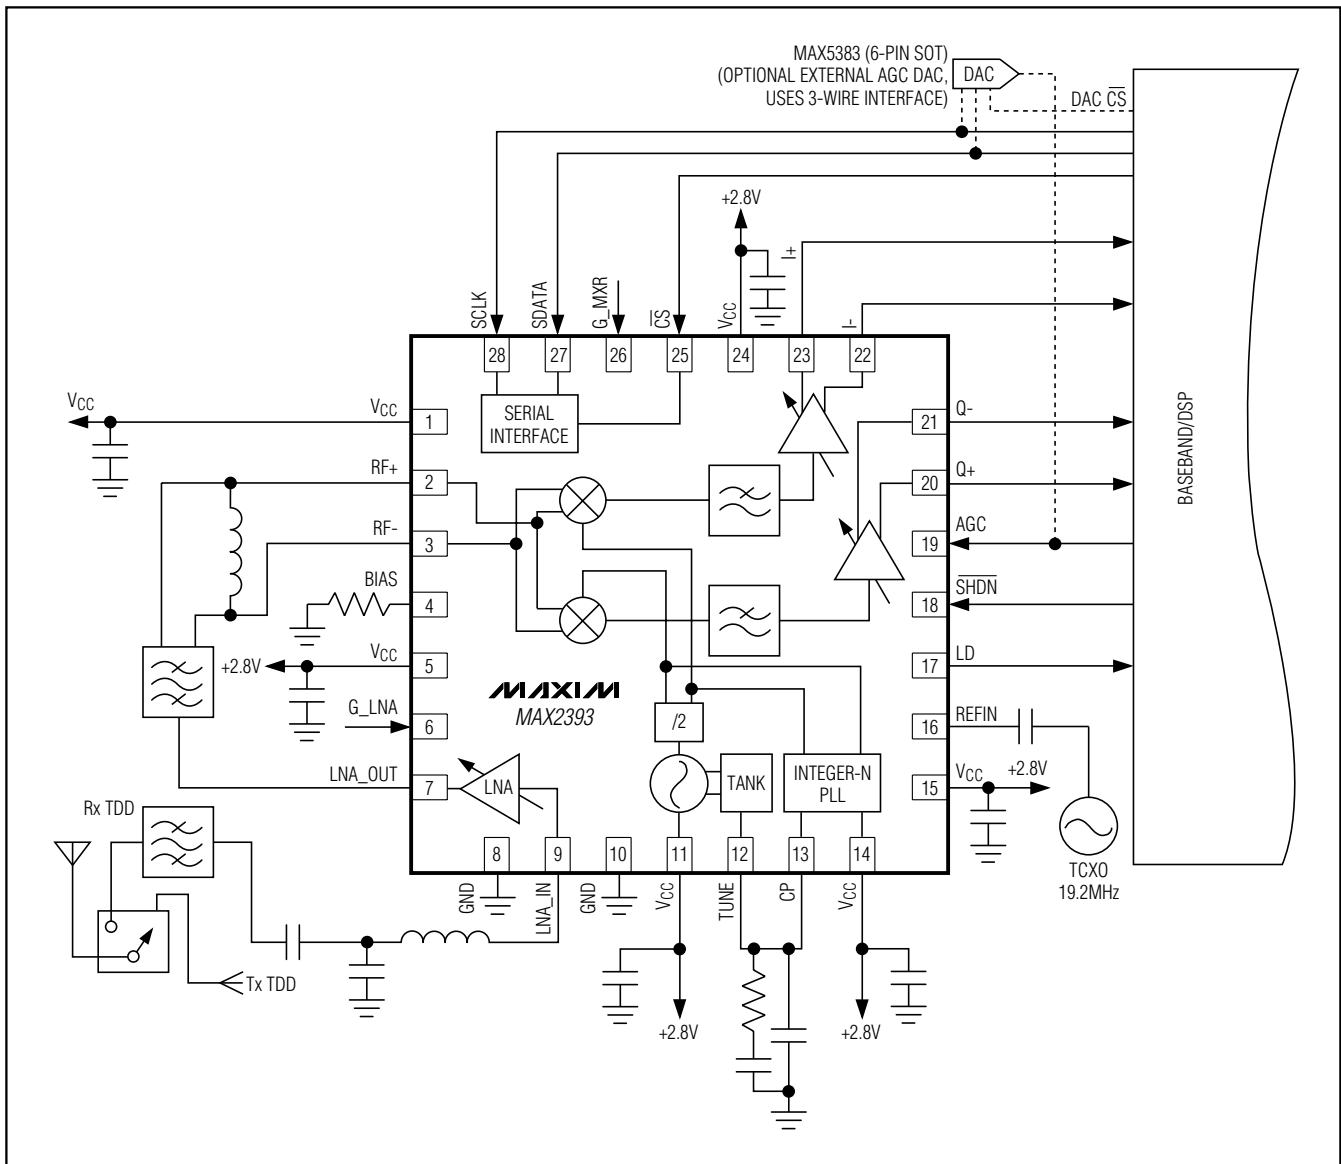 MAX5383 (6-PIN SOT)
(OPTIONAL EXTERNAL AGC DAC,
USES 3-WIRE INTERFACE)
DAC
DAC CS
+2.8V
I+
SCLK
SDATA
G_MXR
CS
VCC
I-
28
27
26
25
24
23
22
VCC
VCC
1
SERIAL
INTERFACE
21
Q-
BASEBAND/DSP
RF+
2
20
Q+
RF-
3
19
AGC
BIAS
4
18
SHDN
+2.8V
VCC
5
17
LD
MAXIM
MAX2393
G_LNA
6
/2
16
REFIN
LNA_OUT
7
LNA
TANK
INTEGER-N
PLL
15
VCC
+2.8V
Rx TDD
8
9
10
11
12
13
14
TCXO
19.2MHz
GND
LNA_IN
GND
VCC
TUNE
CP
VCC
Tx TDD
+2.8V
+2.8V